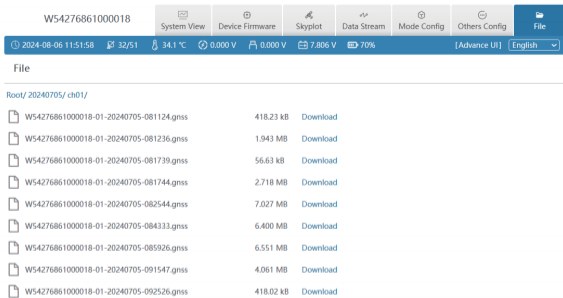 W54276861000018 System View Device Firmware Skyplot Data Stream Mode Config Others Config File
2024-08-06 11:51:58 32/51 34.1 ℃ 0.000 V 0.000 V 7.806 V 70% [Advance UI] English
File
Root/ 20240705/ ch01/
W54276861000018-01-20240705-081124.gnss 418.23 kB Download
W54276861000018-01-20240705-081236.gnss 1.943 MB Download
W54276861000018-01-20240705-081739.gnss 56.63 kB Download
W54276861000018-01-20240705-081744.gnss 2.718 MB Download
W54276861000018-01-20240705-082544.gnss 7.027 MB Download
W54276861000018-01-20240705-084333.gnss 6.400 MB Download
W54276861000018-01-20240705-085926.gnss 6.551 MB Download
W54276861000018-01-20240705-091547.gnss 4.061 MB Download
W54276861000018-01-20240705-092526.gnss 418.02 kB Download